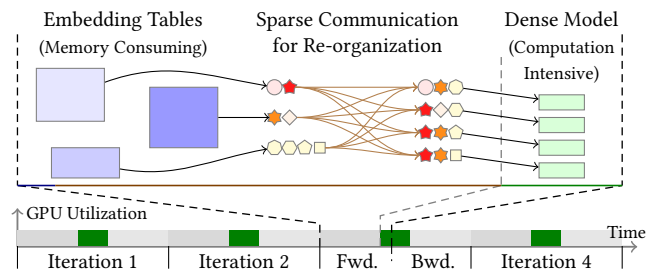 Embedding Tables
(Memory Consuming)
Sparse Communication
for Re-organization
Dense Model
(Computation
Intensive)
GPU Utilization
Time
Iteration 1
Iteration 2
Fwd.
Bwd.
Iteration 4